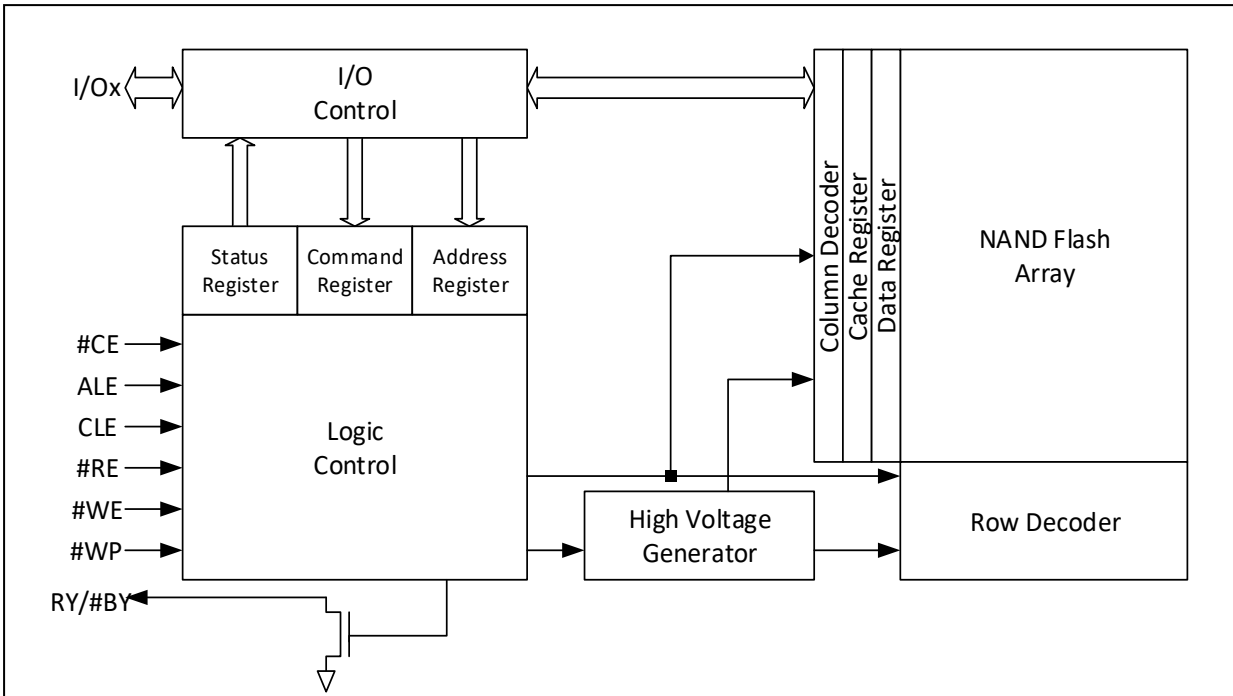 I/Ox
I/O
Control
Status
Register
Command
Register
Address
Register
#CE
ALE
CLE
#RE
#WE
#WP
RY/#BY
Logic
Control
High Voltage
Generator
Column Decoder
Cache Register
Data Register
NAND Flash
Array
Row Decoder